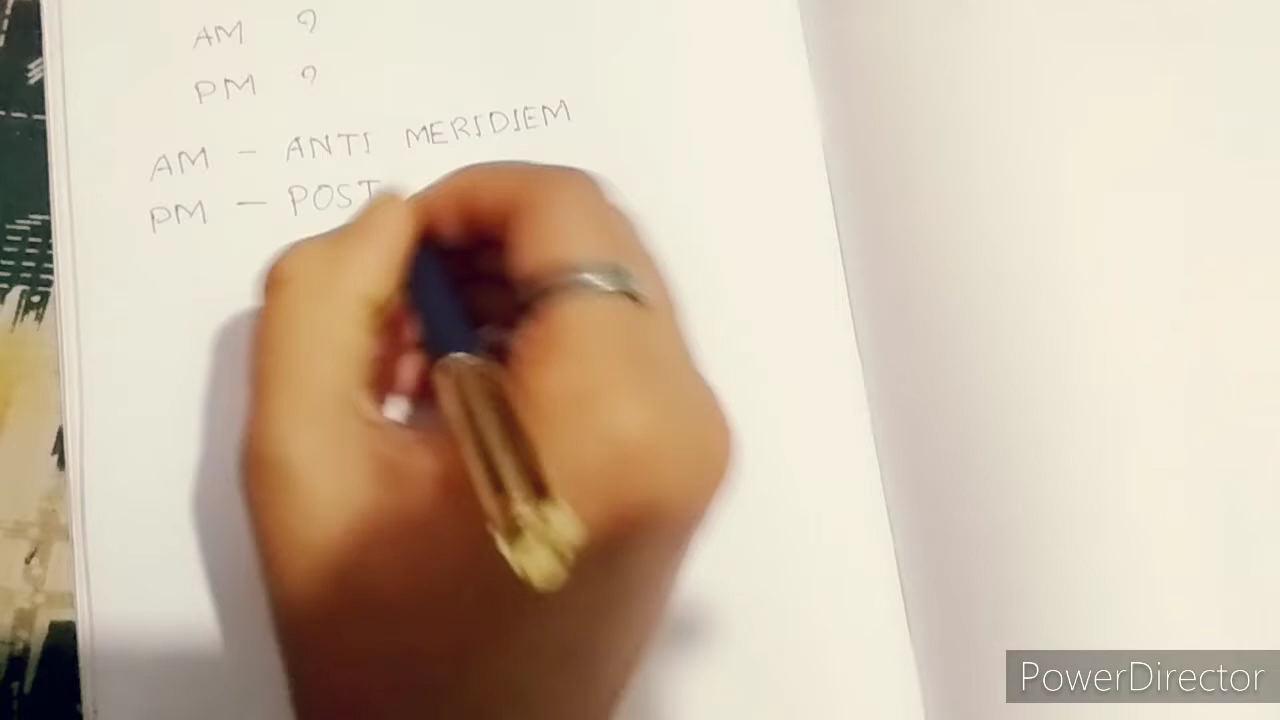 AM ?
PM ?
AM - ANTI MERIDIEM
PM - POST
PowerDirector